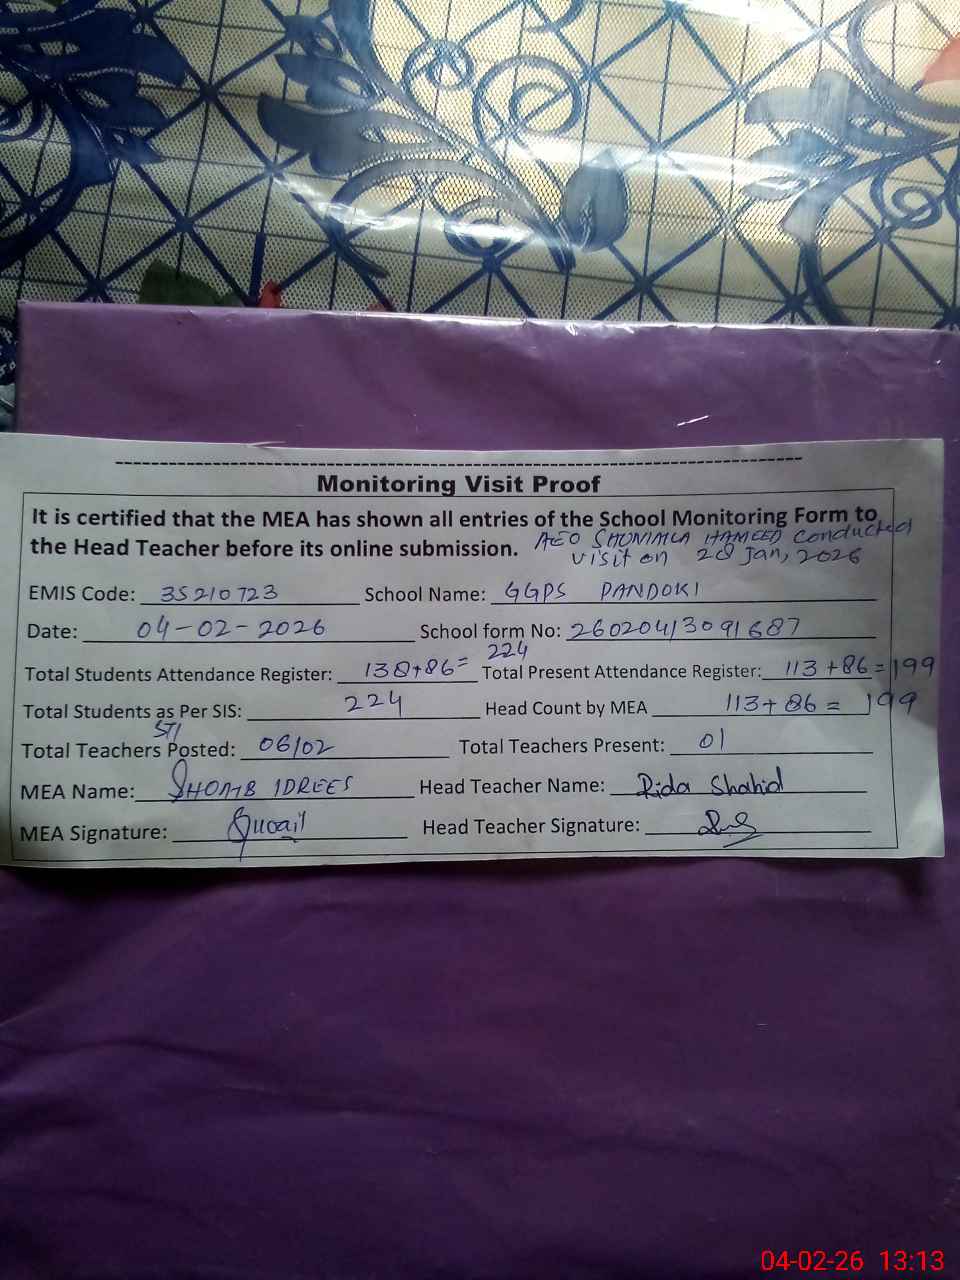 Monitoring Visit Proof
It is certified that the MEA has shown all entries of the School Monitoring Form to
the Head Teacher before its online submission. AEO SHUMMLA HAMEED Conducted
visit on 28 Jan, 2026
EMIS Code: 35210723 School Name: GGPS PANDOKI
Date: 04-02-2026 School form No: 2602041309 1687
Total Students Attendance Register: 138+86= 224 Total Present Attendance Register: 113+86=199
Total Students as Per SIS: 224 Head Count by MEA 113+86= 199
STI
Total Teachers Posted: 06/02 Total Teachers Present: 01
MEA Name: SHOAIB IDREES Head Teacher Name: Rida Shahid
MEA Signature: Head Teacher Signature:
04-02-26 13:13